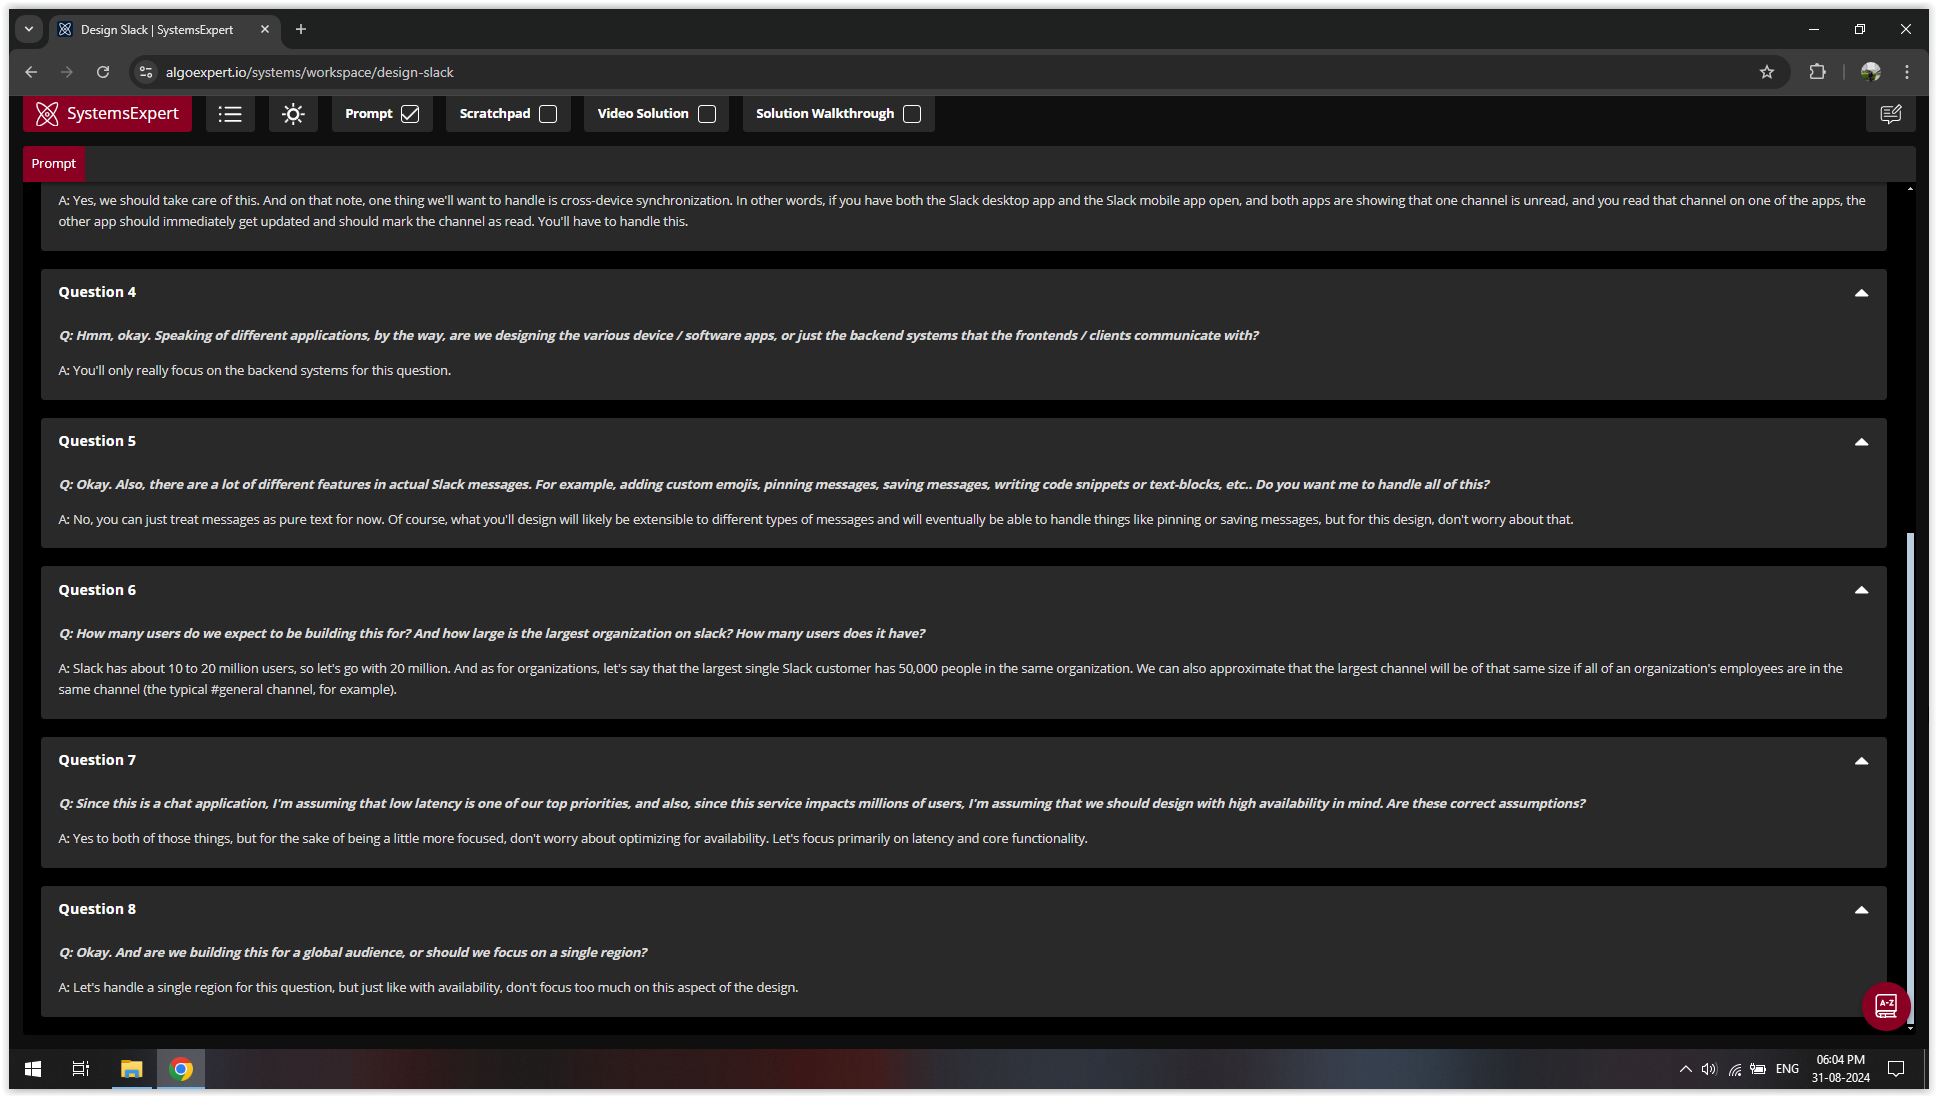 Design Slack | SystemsExpert
algoexpert.io/systems/workspace/design-slack
SystemsExpert
Prompt
Scratchpad
Video Solution
Solution Walkthrough
Prompt
A: Yes, we should take care of this. And on that note, one thing we'll want to handle is cross-device synchronization. In other words, if you have both the Slack desktop app and the Slack mobile app open, and both apps are showing that one channel is unread, and you read that channel on one of the apps, the
other app should immediately get updated and should mark the channel as read. You'll have to handle this.
Question 4
Q: Hmm, okay. Speaking of different applications, by the way, are we designing the various device / software apps, or just the backend systems that the frontends / clients communicate with?
A: You'll only really focus on the backend systems for this question.
Question 5
Q: Okay. Also, there are a lot of different features in actual Slack messages. For example, adding custom emojis, pinning messages, saving messages, writing code snippets or text-blocks, etc.. Do you want me to handle all of this?
A: No, you can just treat messages as pure text for now. Of course, what you'll design will likely be extensible to different types of messages and will eventually be able to handle things like pinning or saving messages, but for this design, don't worry about that.
Question 6
Q: How many users do we expect to be building this for? And how large is the largest organization on slack? How many users does it have?
A: Slack has about 10 to 20 million users, so let's go with 20 million. And as for organizations, let's say that the largest single Slack customer has 50,000 people in the same organization. We can also approximate that the largest channel will be of that same size if all of an organization's employees are in the
same channel (the typical #general channel, for example).
Question 7
Q: Since this is a chat application, I'm assuming that low latency is one of our top priorities, and also, since this service impacts millions of users, I'm assuming that we should design with high availability in mind. Are these correct assumptions?
A: Yes to both of those things, but for the sake of being a little more focused, don't worry about optimizing for availability. Let's focus primarily on latency and core functionality.
Question 8
Q: Okay. And are we building this for a global audience, or should we focus on a single region?
A: Let's handle a single region for this question, but just like with availability, don't focus too much on this aspect of the design.
A-Z
ENG
06:04 PM
31-08-2024